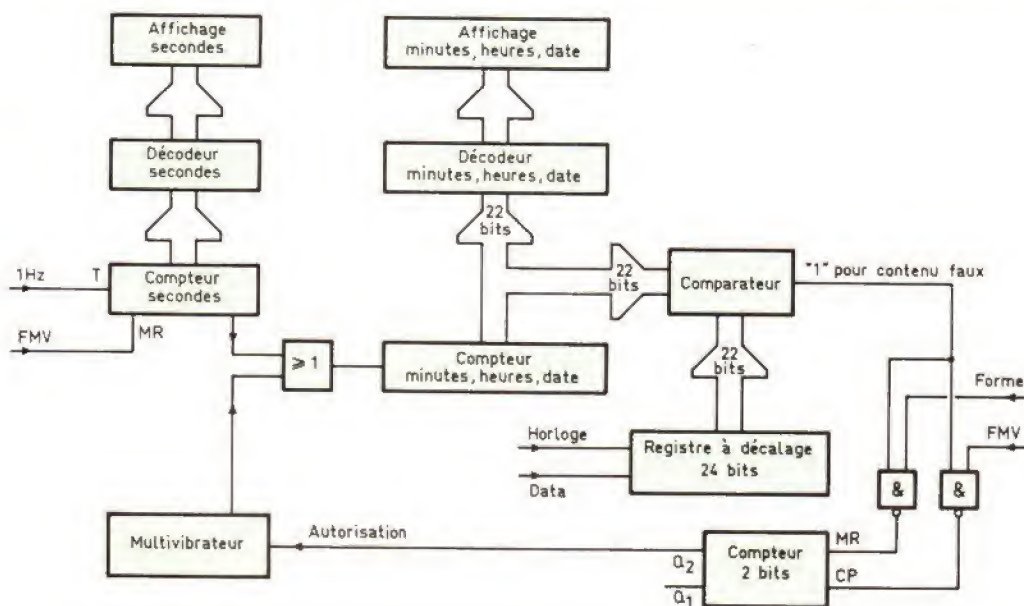 Affichage
secondes
Affichage
minutes, heures, date
Décodeur
secondes
Décodeur
minutes, heures, date
22
bits
1Hz
T
Compteur
secondes
22
bits
Comparateur
"1" pour contenu faux
FMV
MR
≥ 1
Compteur
minutes, heures, date
22
bits
Forme
FMV
Horloge
Data
Registre à décalage
24 bits
&
&
Multivibrateur
Autorisation
Q2
Q1
Compteur
2 bits
MR
CP